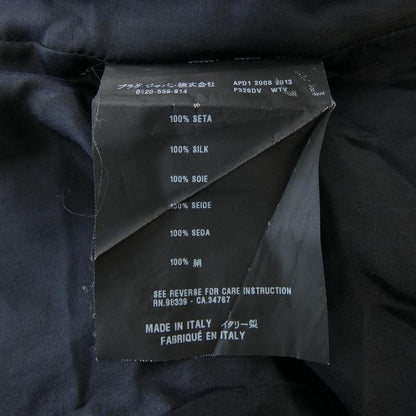 プラダ ジャパン株式会社 APD1 2008 2013
0120-559-914 P326DV WTV
100% SETA
100% SILK
100% SOIE
100% SEIDE
100% SEDA
100% 絹
SEE REVERSE FOR CARE INSTRUCTION
RN.98339 - CA.34767
MADE IN ITALY イタリー製
FABRIQUÉ EN ITALY